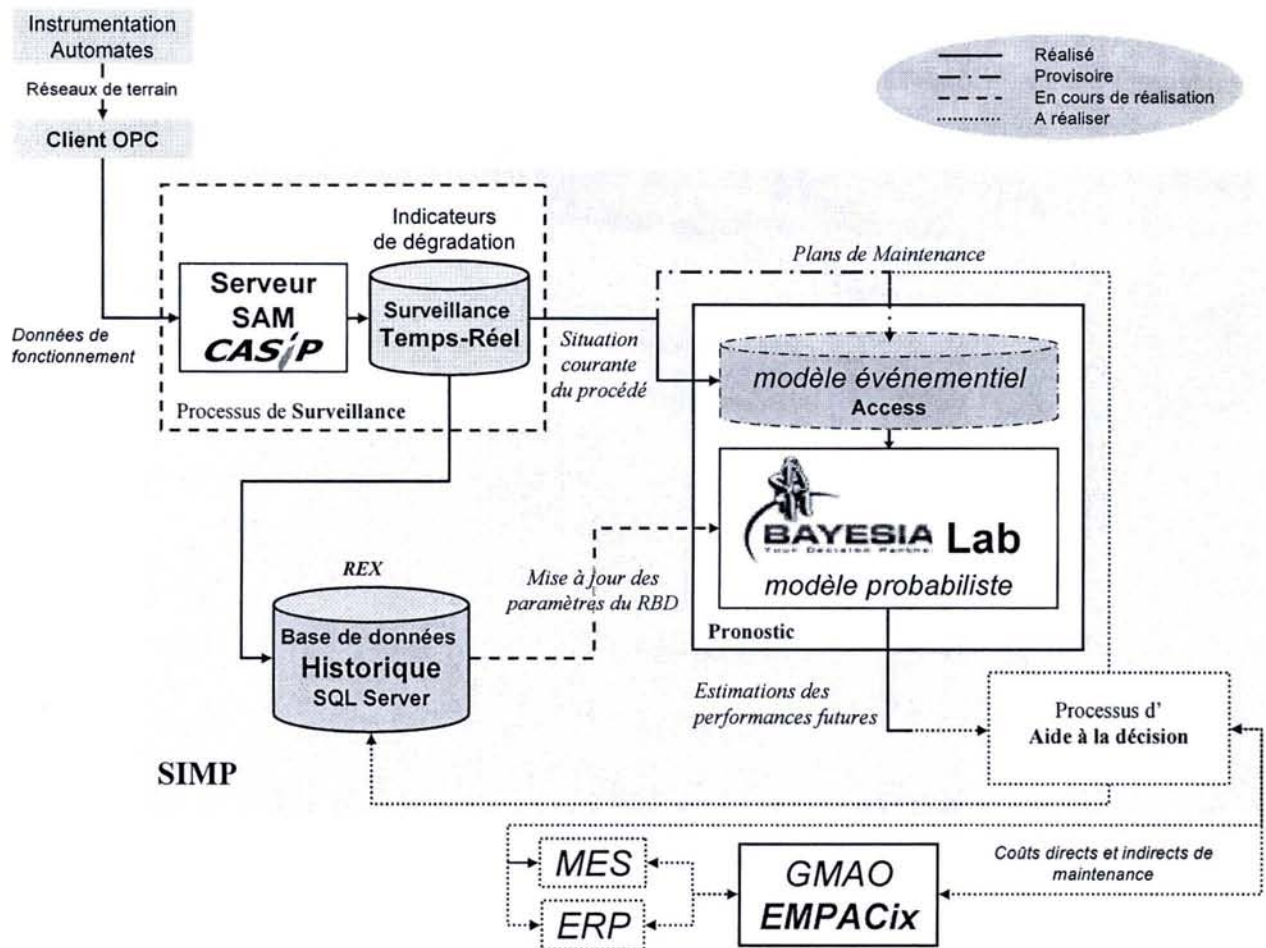 Instrumentation
Automates
Réseaux de terrain
Client OPC
Réalisé
Provisoire
En cours de réalisation
A réaliser
Indicateurs
de dégradation
Serveur
SAM
CASIP
Surveillance
Temps-Réel
Processus de Surveillance
Données de
fonctionnement
Situation
courante
du procédé
Plans de Maintenance
modèle événementiel
Access
BAYESIA Lab
Your Decision Partner
modèle probabiliste
Pronostic
REX
Base de données
Historique
SQL Server
Mise à jour des
paramètres du RBD
Estimations des
performances futures
Processus d'
Aide à la décision
SIMP
MES
ERP
GMAO
EMPACix
Coûts directs et indirects de
maintenance